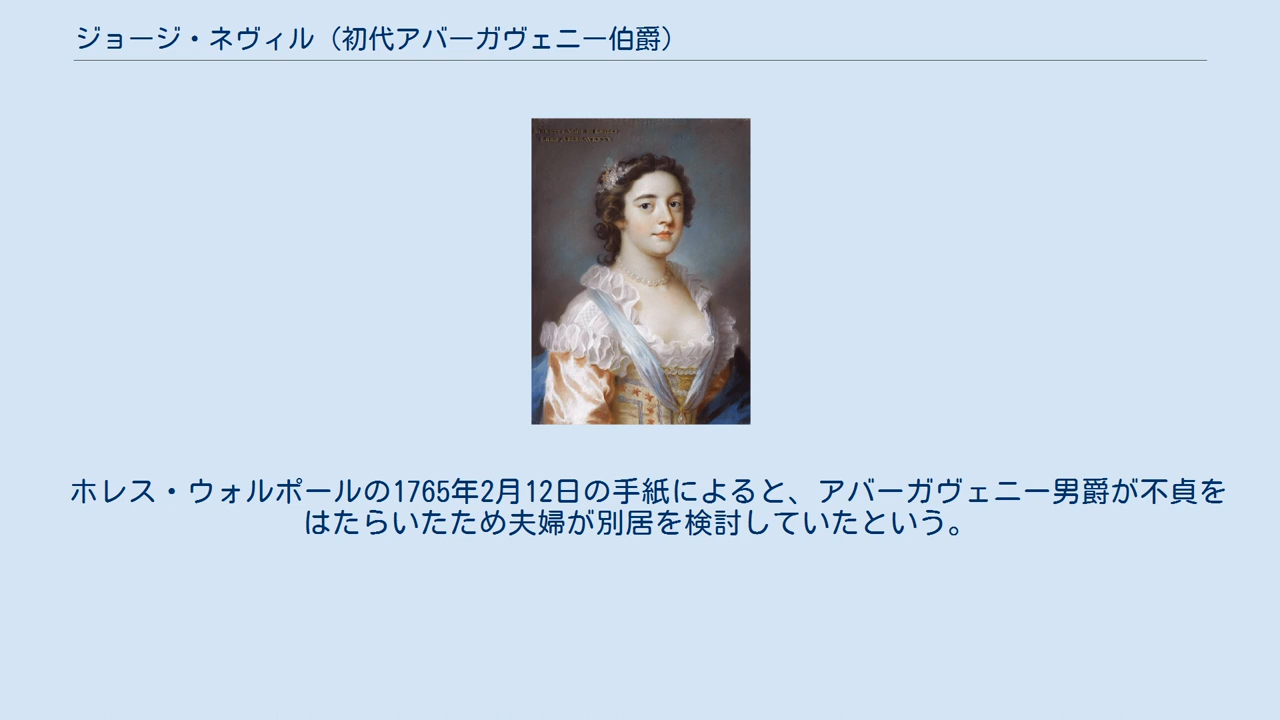 ジョージ・ネヴィル（初代アバーガヴェニー伯爵）
ホレス・ウォルポールの1765年2月12日の手紙によると、アバーガヴェニー男爵が不貞を
はたらいたため夫婦が別居を検討していたという。